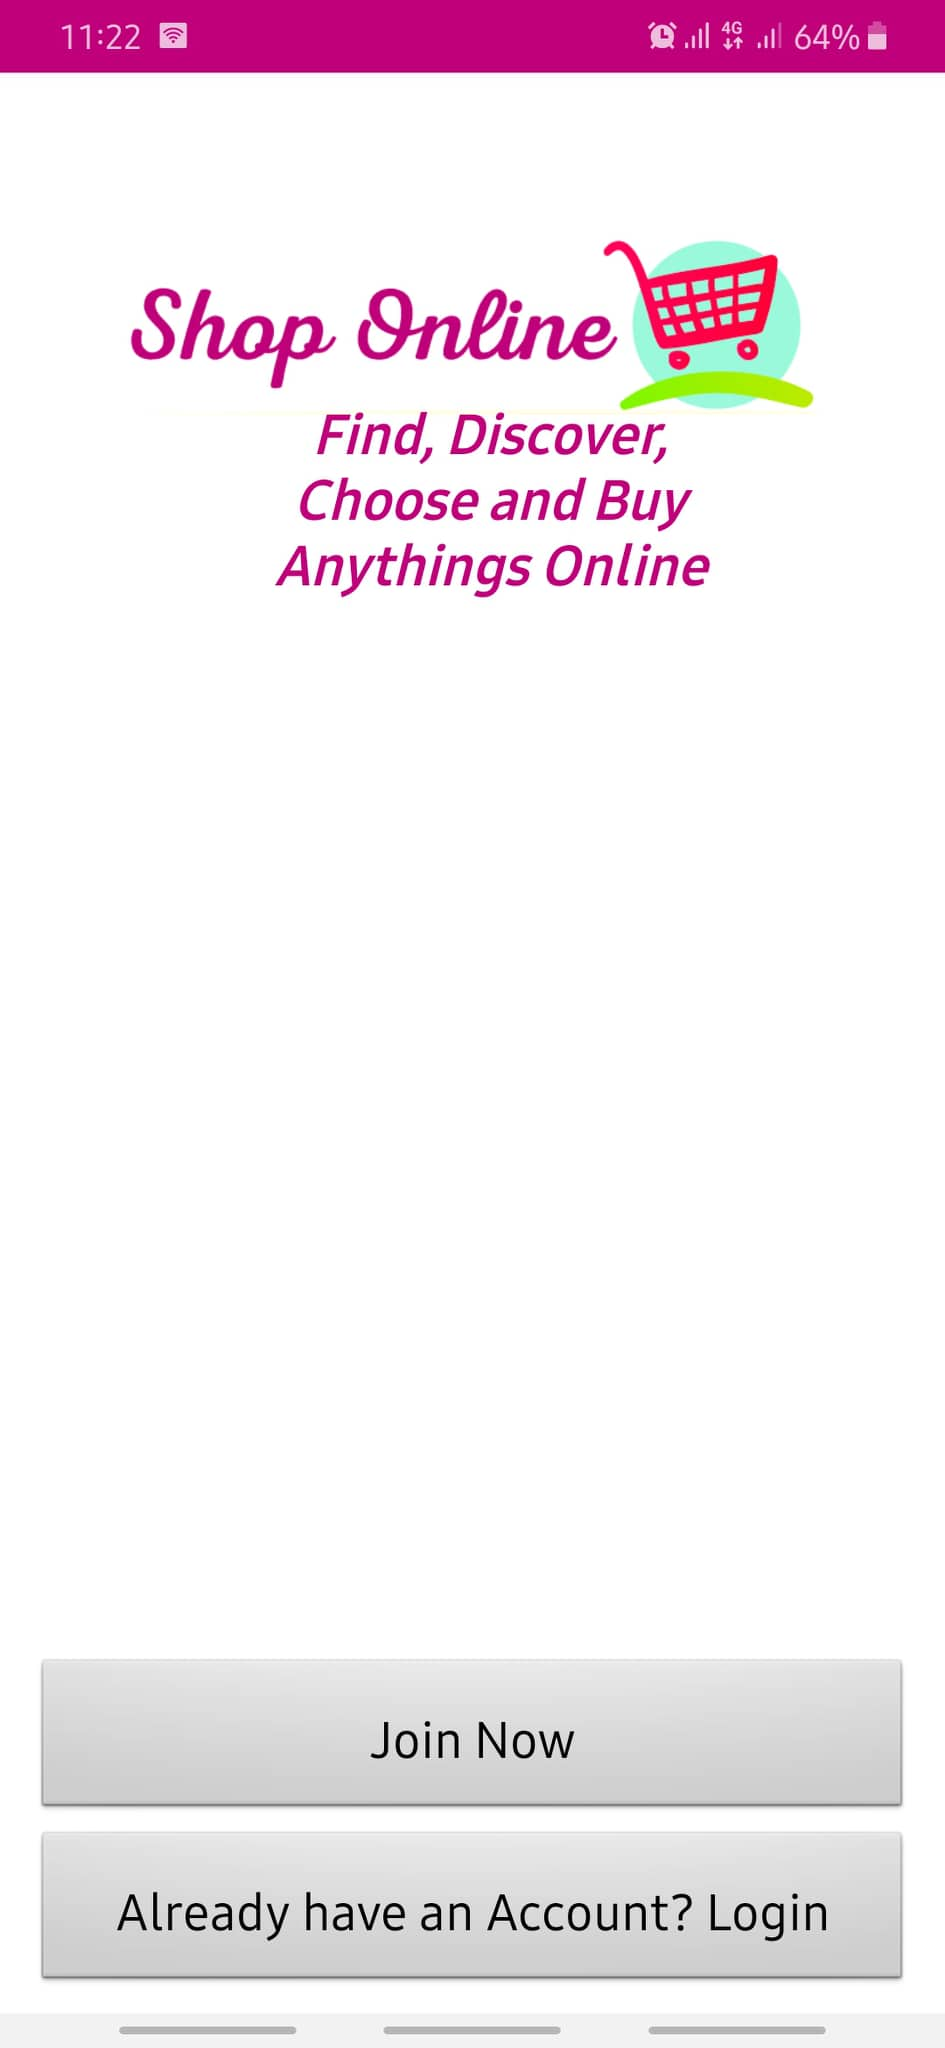 11:22
4G 64%
Shop Online
Find, Discover,
Choose and Buy
Anythings Online
Join Now
Already have an Account? Login